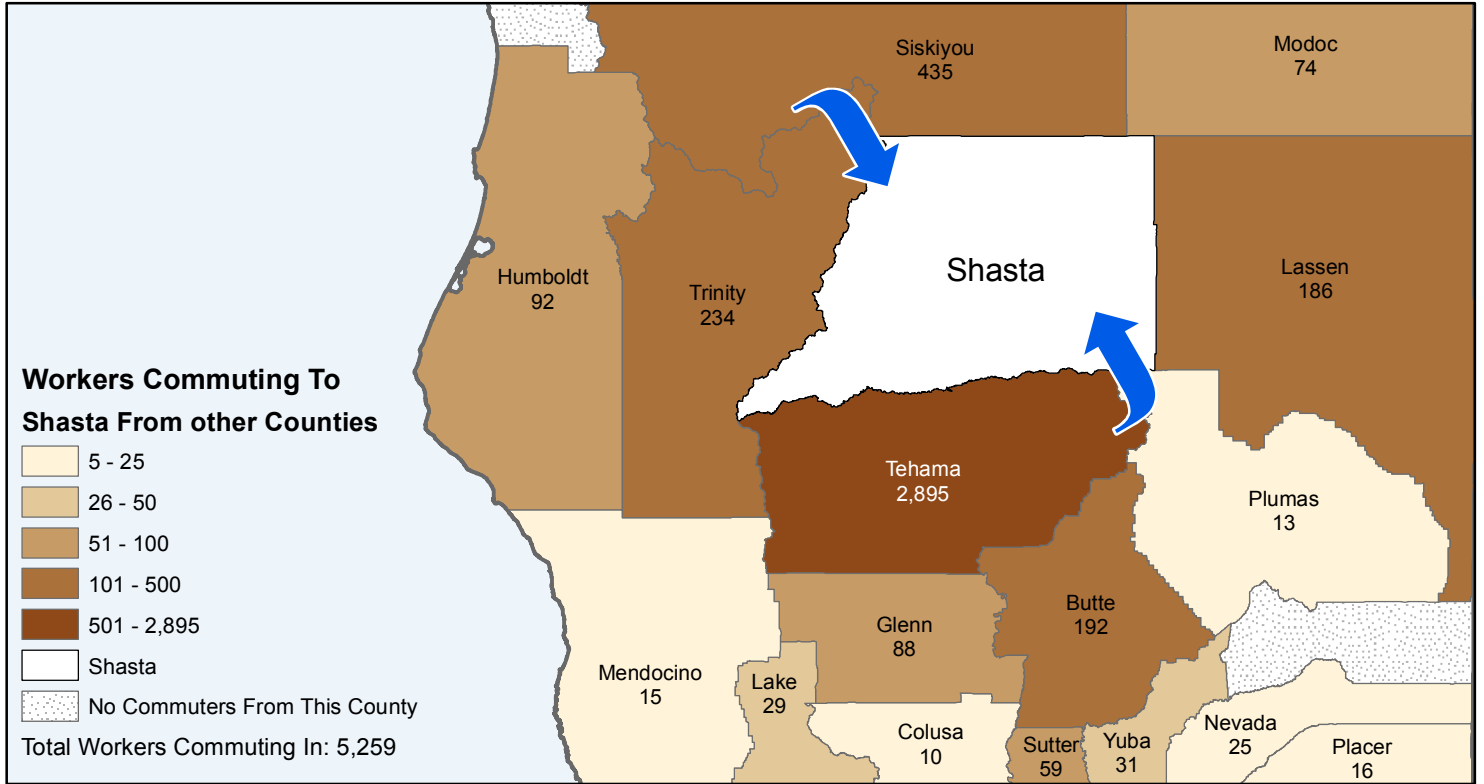 Siskiyou
435
Modoc
74
Humboldt
92
Trinity
234
Shasta
Lassen
186
Tehama
2,895
Plumas
13
Butte
192
Glenn
88
Mendocino
15
Lake
29
Colusa
10
Sutter
59
Yuba
31
Nevada
25
Placer
16
Workers Commuting To
Shasta From other Counties
5 - 25
26 - 50
51 - 100
101 - 500
501 - 2,895
Shasta
No Commuters From This County
Total Workers Commuting In: 5,259